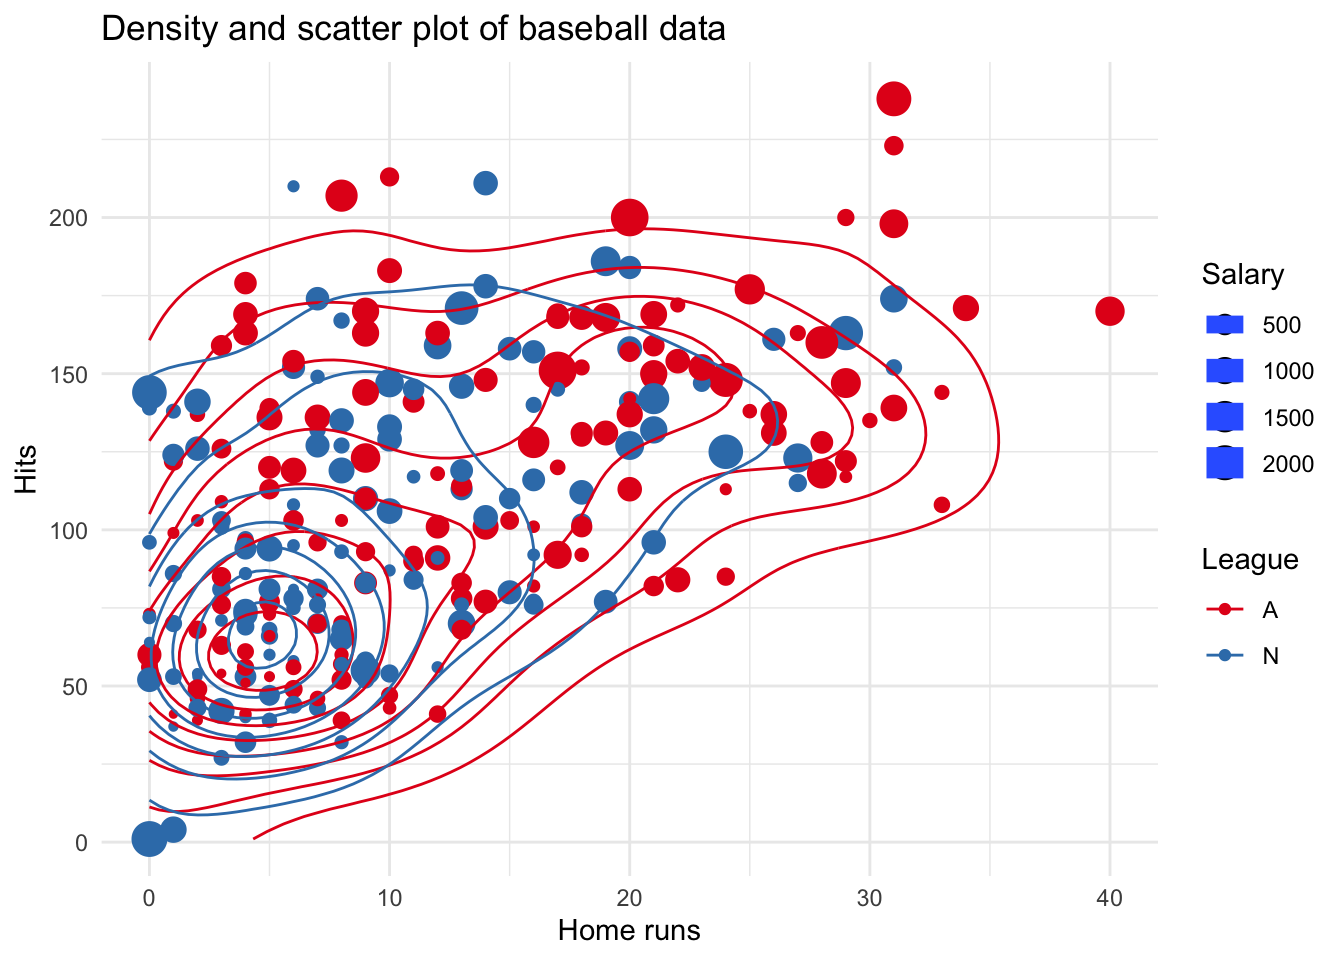 Density and scatter plot of baseball data
Hits
200
150
100
50
0
0 10 20 30 40
Home runs
Salary
500
1000
1500
2000
League
A
N